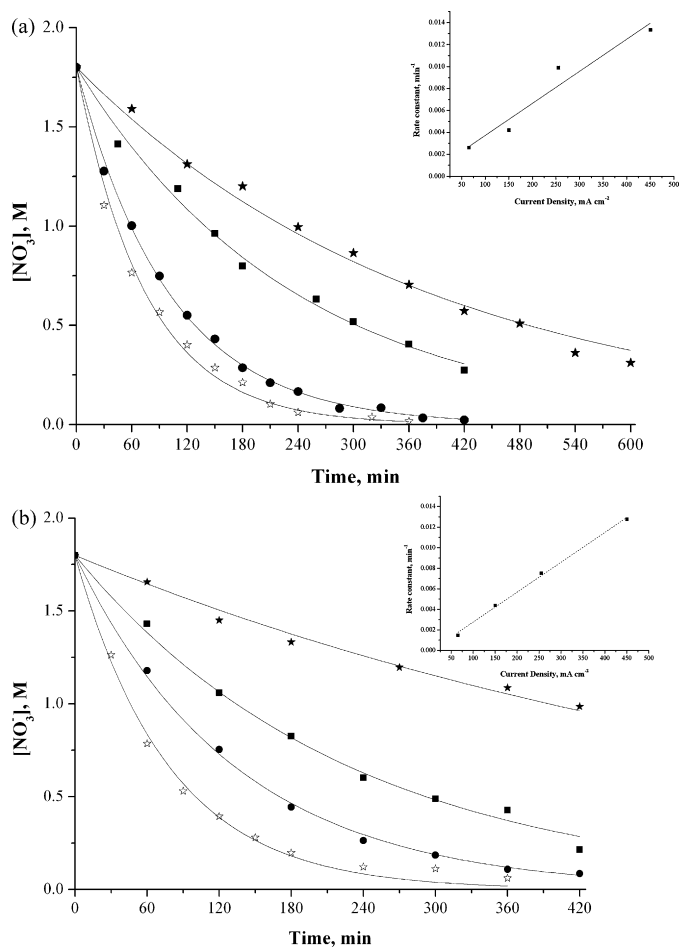 (a)
2.0
1.5
1.0
0.5
0.0
[NO3-], M
0 60 120 180 240 300 360 420 480 540 600
Time, min
0.014
0.012
0.010
0.008
0.006
0.004
0.002
0.000
Rate constant, min-1
50 100 150 200 250 300 350 400 450 500
Current Density, mA cm-2
(b)
2.0
1.5
1.0
0.5
0.0
[NO3-], M
0 60 120 180 240 300 360 420
Time, min
0.014
0.012
0.010
0.008
0.006
0.004
0.002
0.000
Rate constant, min-1
50 100 150 200 250 300 350 400 450 500
Current Density, mA cm-2